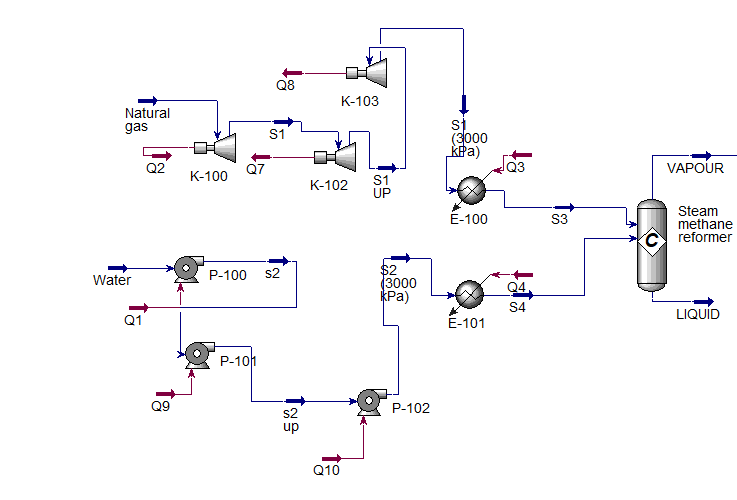 Q8
K-103
Natural
gas
S1
Q2
K-100
Q7
K-102
S1
UP
S1
(3000
kPa)
Q3
E-100
S3
VAPOUR
Steam
methane
reformer
C
Water
P-100
s2
Q1
S2
(3000
kPa)
Q4
E-101
S4
LIQUID
P-101
Q9
s2
up
P-102
Q10